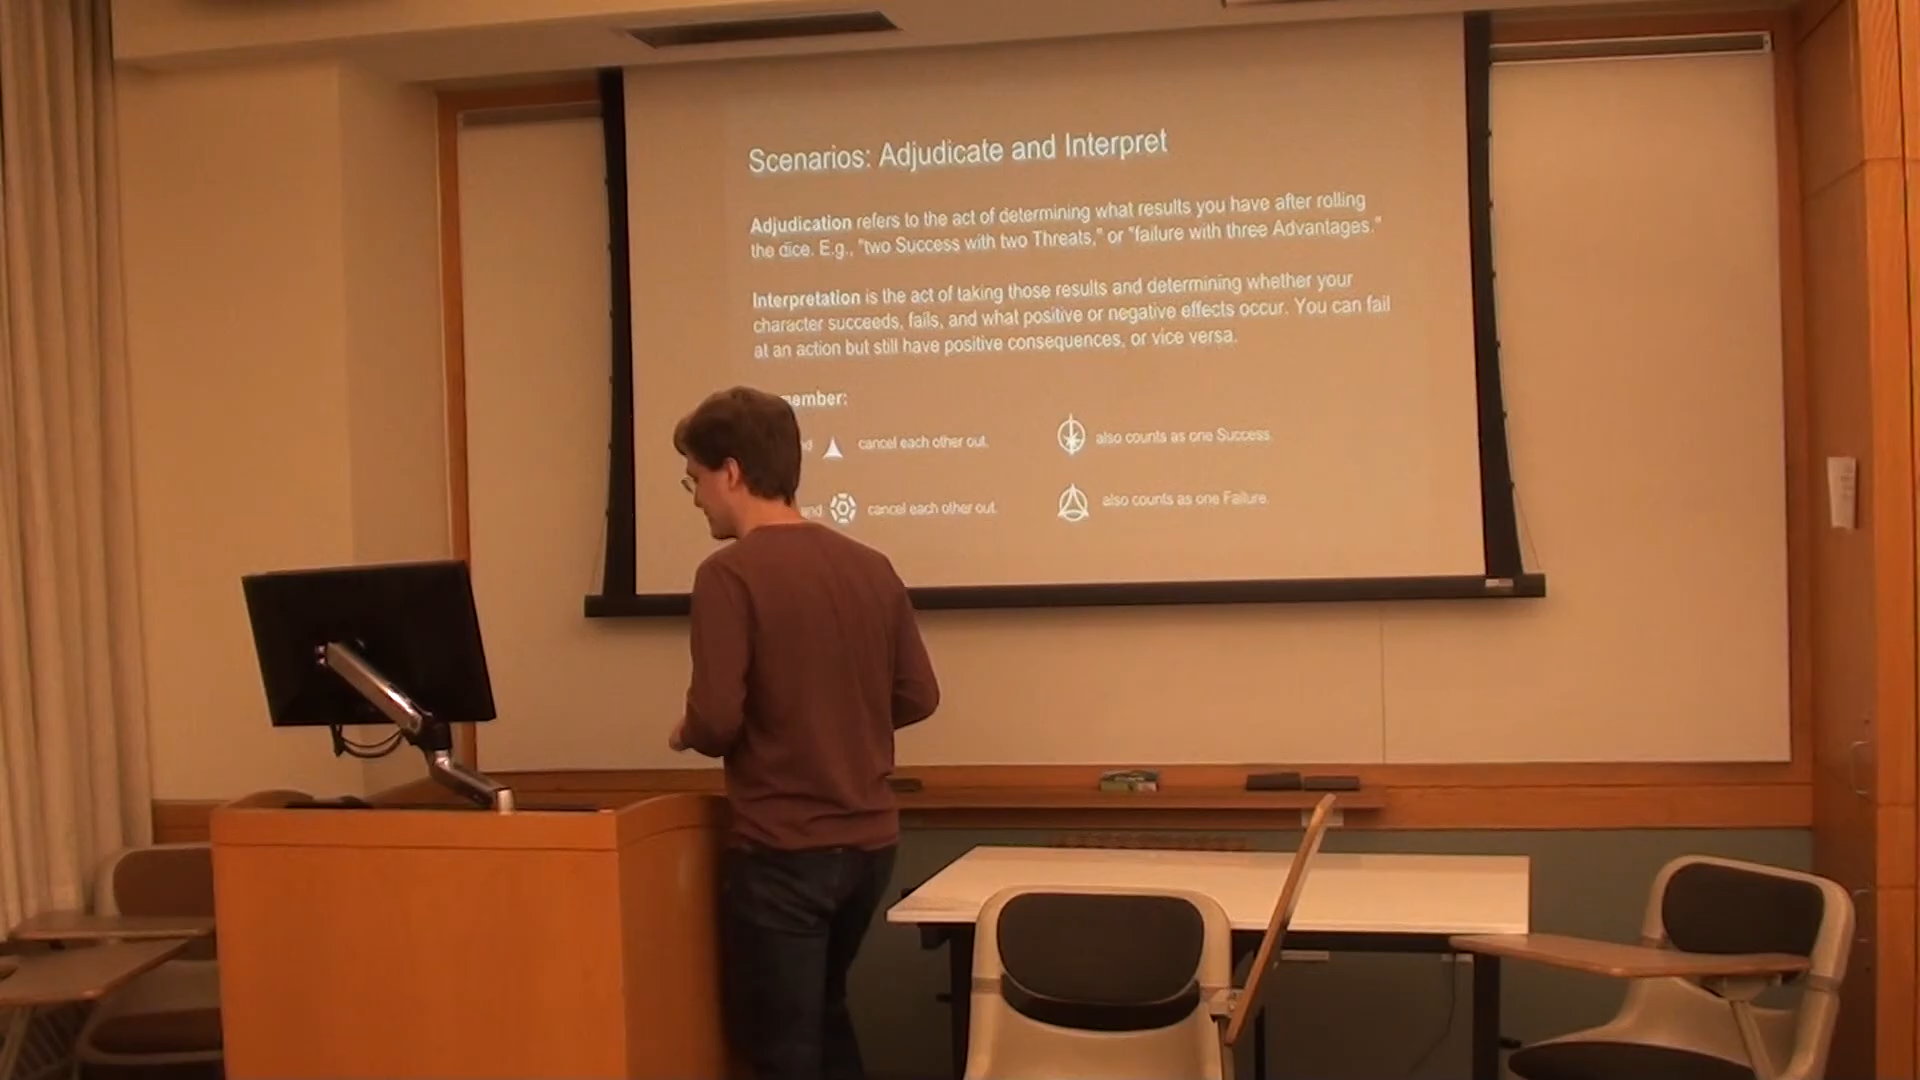 Scenarios: Adjudicate and Interpret
Adjudication refers to the act of determining what results you have after rolling
the dice. E.g., "two Success with two Threats," or "failure with three Advantages."
Interpretation is the act of taking those results and determining whether your
character succeeds, fails, and what positive or negative effects occur. You can fail
at an action but still have positive consequences, or vice versa.
member:
cancel each other out.
also counts as one Success.
and cancel each other out.
also counts as one Failure.